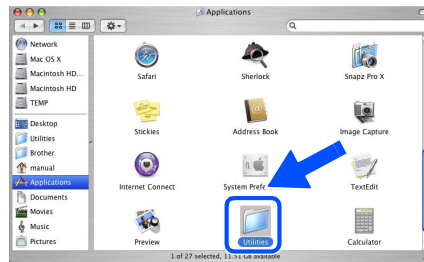 Applications
Network
Mac OS X
Macintosh HD...
Macintosh HD
TEMP
Desktop
Utilities
Brother
manual
Applications
Documents
Movies
Music
Pictures
Safari
Sherlock
Snapz Pro X
Stickies
Address Book
Image Capture
Internet Connect
System Prefe
TextEdit
Preview
Utilities
Calculator
1 of 27 selected, 11.51 GB available